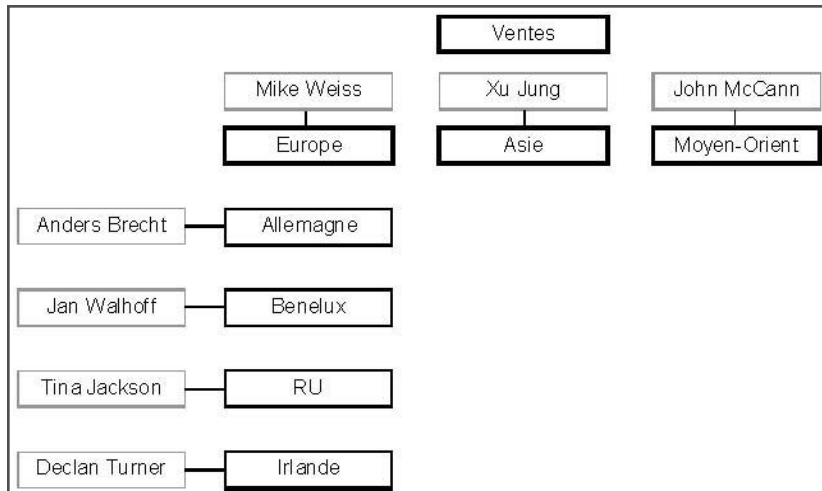 Ventes
Mike Weiss
Xu Jung
John McCann
Europe
Asie
Moyen-Orient
Anders Brecht
Allemagne
Jan Walhoff
Benelux
Tina Jackson
RU
Declan Turner
Irlande